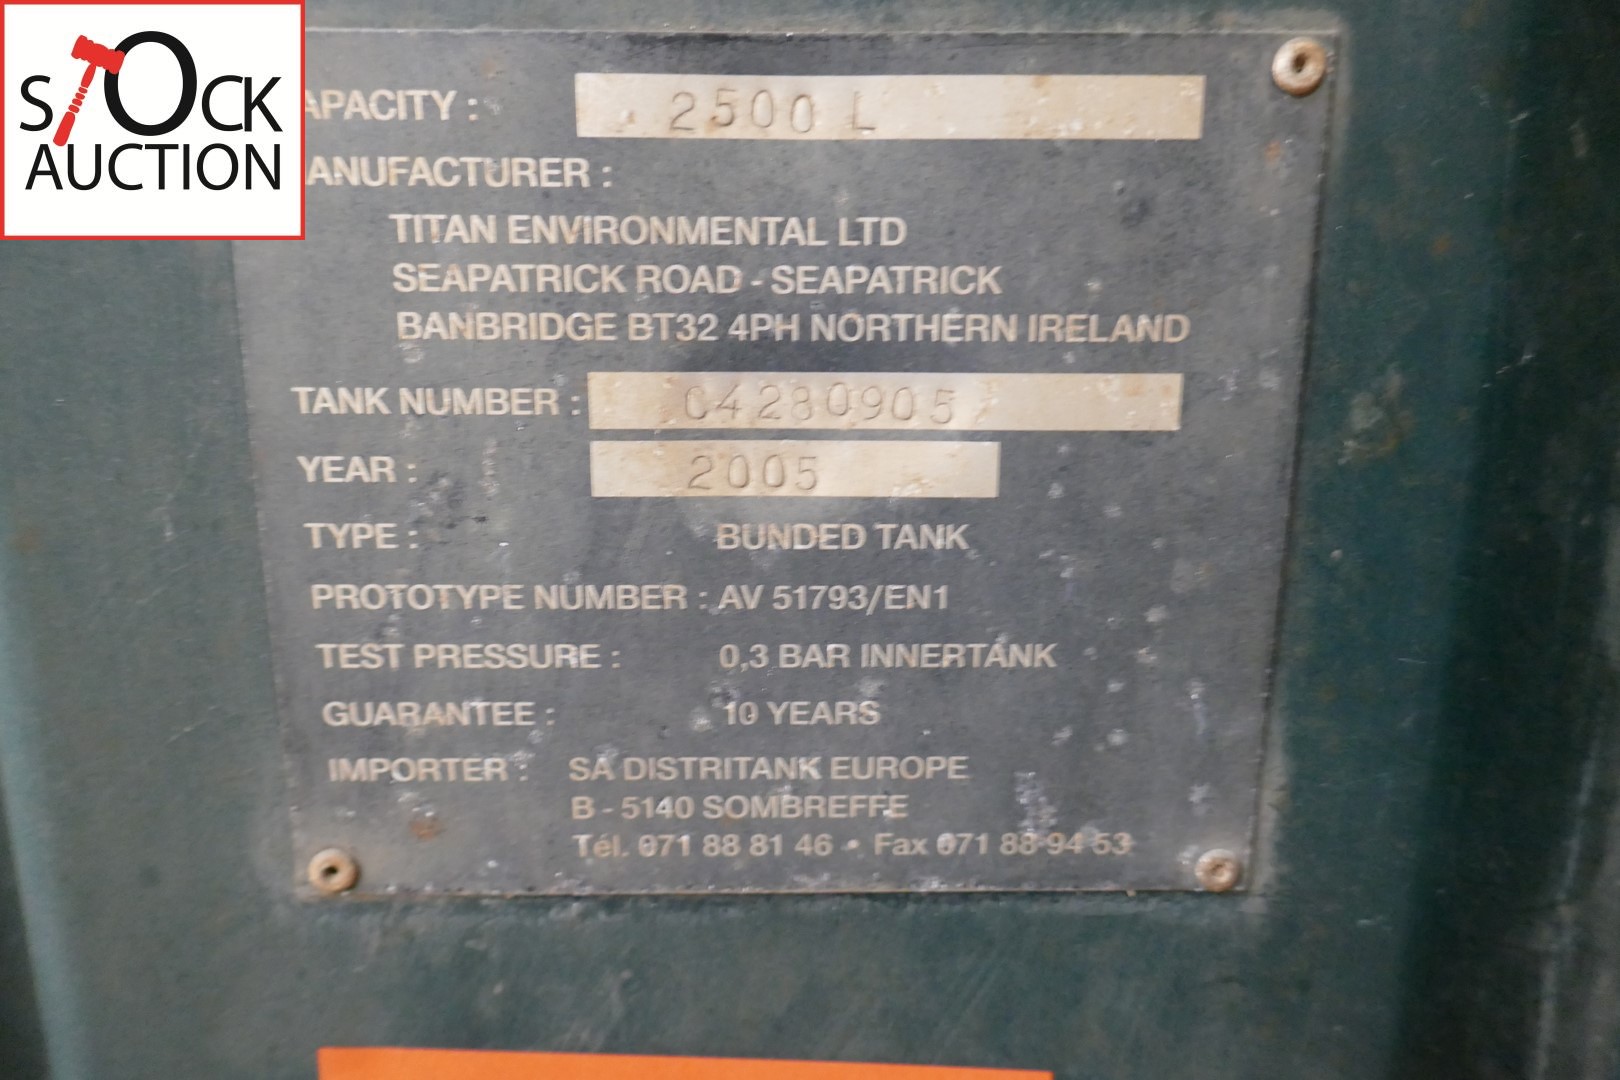 STOCK
AUCTION
APACITY : 2500 L
ANUFACTURER :
TITAN ENVIRONMENTAL LTD
SEAPATRICK ROAD - SEAPATRICK
BANBRIDGE BT32 4PH NORTHERN IRELAND
TANK NUMBER : C4280905
YEAR : 2005
TYPE : BUNDED TANK
PROTOTYPE NUMBER : AV 51793/EN1
TEST PRESSURE : 0,3 BAR INNERTANK
GUARANTEE : 10 YEARS
IMPORTER : SA DISTRITANK EUROPE
B - 5140 SOMBREFFE
Tél. 071 88 81 46 • Fax 071 88 94 53